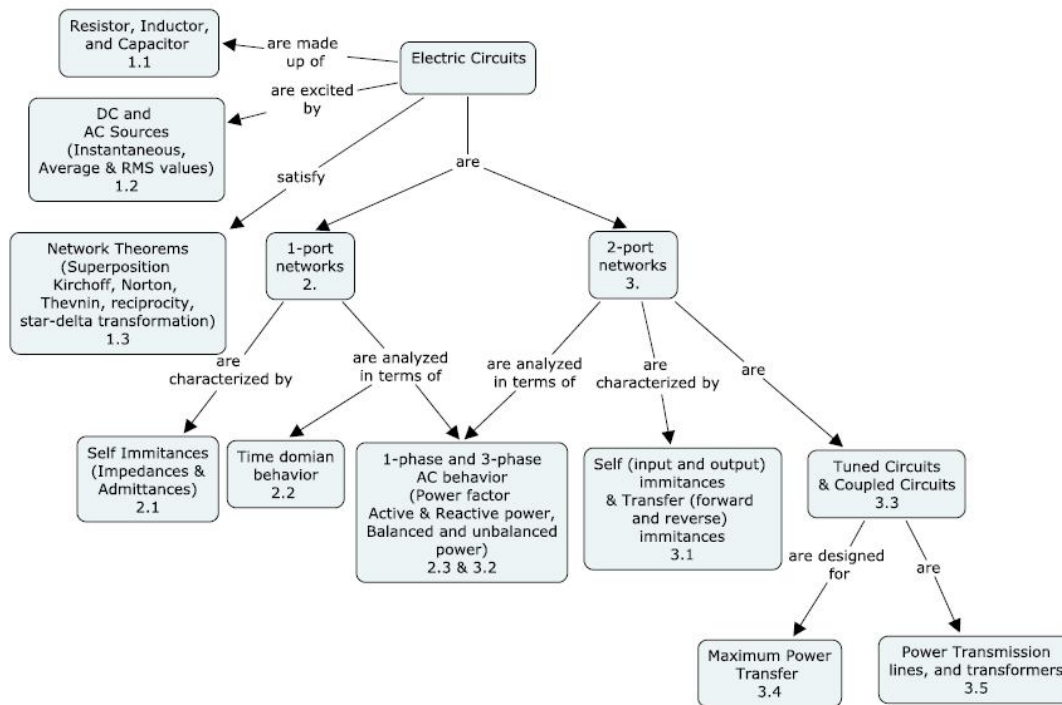 Resistor, Inductor,
and Capacitor
1.1
are made
up of
Electric Circuits
are excited
by
DC and
AC Sources
(Instantaneous,
Average & RMS values)
1.2
satisfy
are
Network Theorems
(Superposition
Kirchoff, Norton,
Thevnin, reciprocity,
star-delta transformation)
1.3
1-port
networks
2.
2-port
networks
3.
are
characterized by
are analyzed
in terms of
are analyzed
in terms of
are
characterized by
are
Self Immitances
(Impedances &
Admittances)
2.1
Time domian
behavior
2.2
1-phase and 3-phase
AC behavior
(Power factor
Active & Reactive power,
Balanced and unbalanced
power)
2.3 & 3.2
Self (input and output)
immitances
& Transfer (forward
and reverse)
immitances
3.1
Tuned Circuits
& Coupled Circuits
3.3
are designed
for
are
Maximum Power
Transfer
3.4
Power Transmission
lines, and transformers
3.5